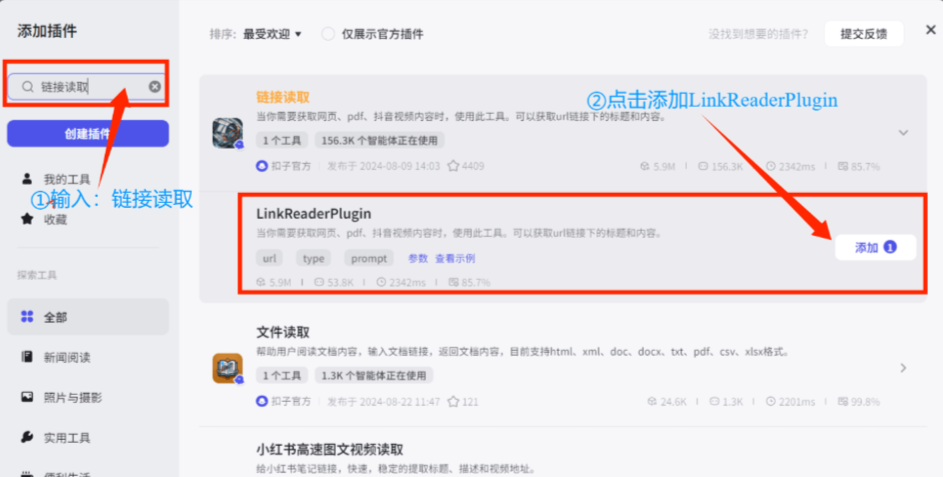 添加插件
排序: 最受欢迎
仅展示官方插件
没找到想要的插件?
提交反馈
链接读取
创建插件
①输入:链接读取
我的工具
收藏
探索工具
全部
新闻阅读
照片与摄影
实用工具
便利生活
链接读取
②点击添加LinkReaderPlugin
当你需要获取网页、pdf、抖音视频内容时,使用此工具。可以获取url链接下的标题和内容。
1 个工具 156.3K 个智能体正在使用
扣子官方 发布于 2024-08-09 14:03 4409 5.9M 156.3K 2342ms 85.7%
LinkReaderPlugin
当你需要获取网页、pdf、抖音视频内容时,使用此工具。可以获取url链接下的标题和内容。
添加 1
url type prompt 参数 查看示例
5.9M 53.8K 2342ms 85.7%
文件读取
帮助用户阅读文档内容,输入文档链接,返回文档内容,目前支持html、xml、doc、docx、txt、pdf、csv、xlsx格式。
1 个工具 1.3K 个智能体正在使用
扣子官方 发布于 2024-08-22 11:47 121 24.6K 1.3K 2201ms 99.8%
小红书高速图文视频读取
给小红书笔记链接,快速,稳定的提取标题、描述和视频地址。